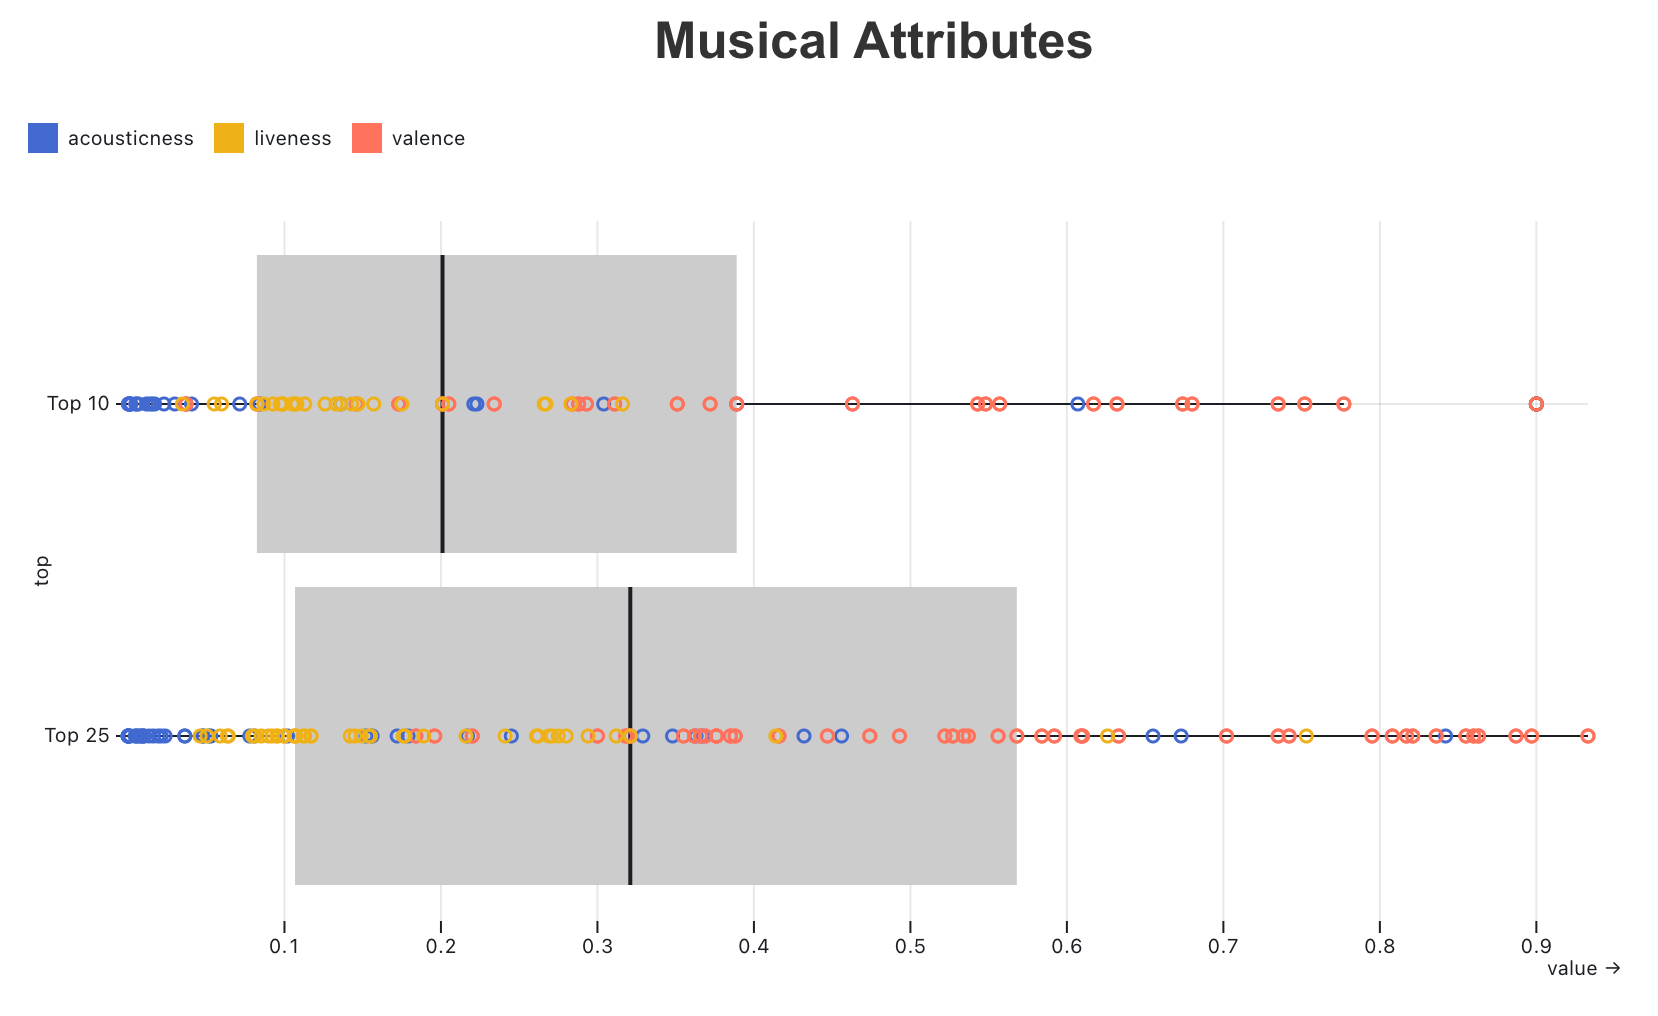 Musical Attributes
acousticness liveness valence
Top 10
top
Top 25
0.1 0.2 0.3 0.4 0.5 0.6 0.7 0.8 0.9
value →